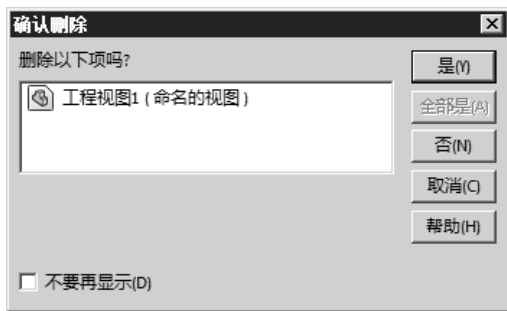 确认删除
删除以下项吗?
工程视图1 ( 命名的视图 )
是(Y)
全部是(A)
否(N)
取消(C)
帮助(H)
不要再显示(D)